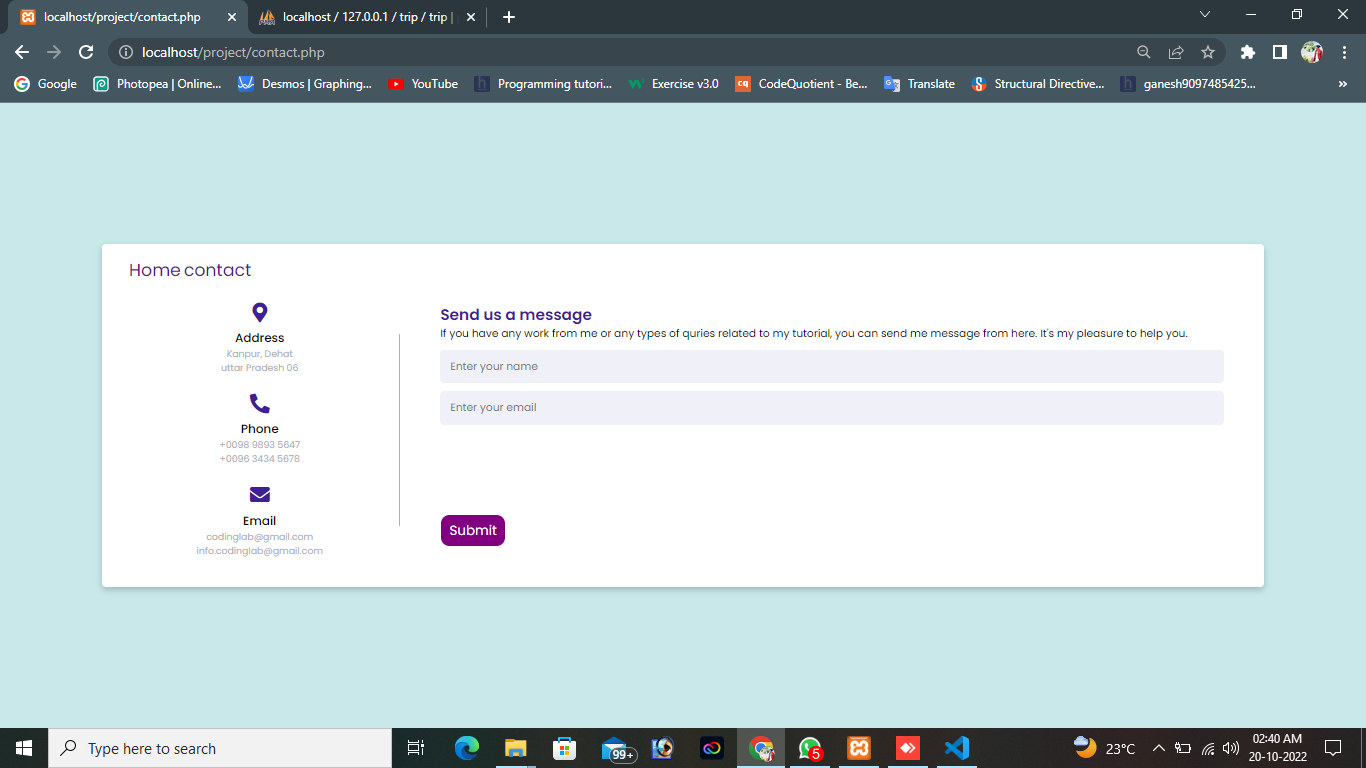 localhost/project/contact.php
localhost / 127.0.0.1 / trip / trip |
localhost/project/contact.php
Google
Photopea | Online...
Desmos | Graphing...
YouTube
Programming tutori...
Exercise v3.0
CodeQuotient - Be...
Translate
Structural Directive...
ganesh9097485425...
Home contact
Address
Kanpur, Dehat
uttar Pradesh 06
Phone
+0098 9893 5647
+0096 3434 5678
Email
codinglab@gmail.com
info.codinglab@gmail.com
Send us a message
If you have any work from me or any types of quries related to my tutorial, you can send me message from here. It's my pleasure to help you.
Enter your name
Enter your email
Submit
Type here to search
99+
5
23°C
02:40 AM
20-10-2022